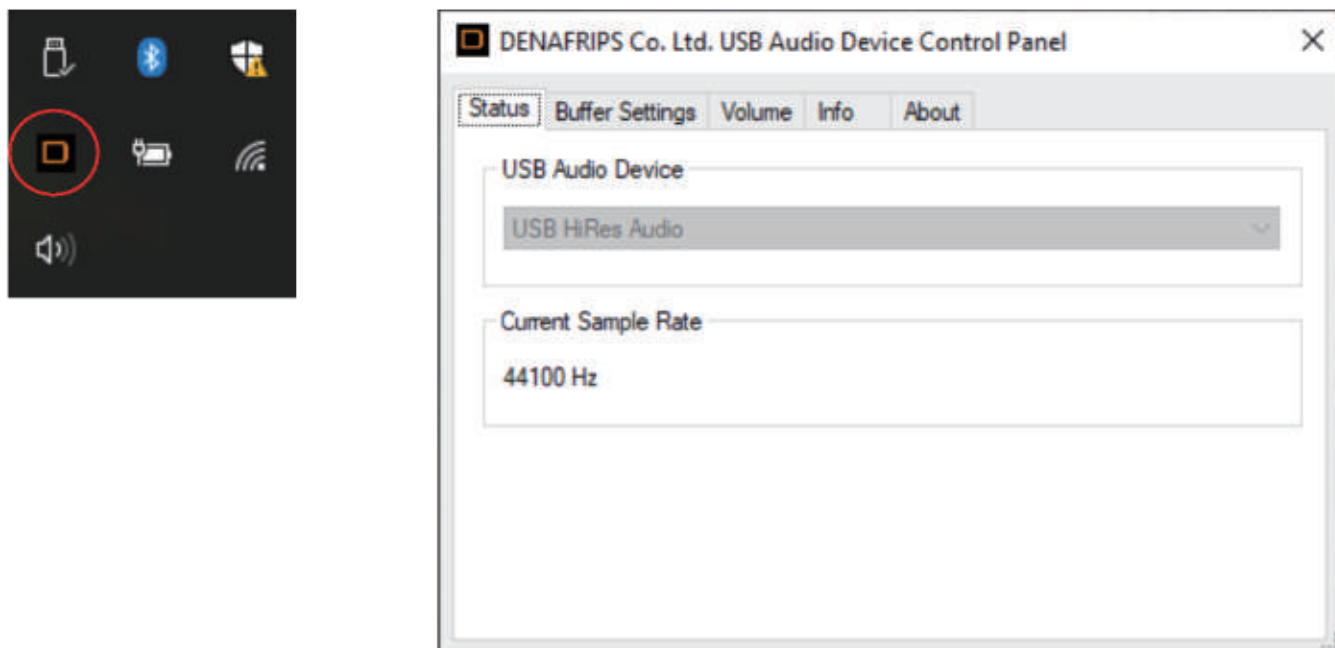 DENAFRIPS Co. Ltd. USB Audio Device Control Panel
Status Buffer Settings Volume Info About
USB Audio Device
USB HiRes Audio
Current Sample Rate
44100 Hz